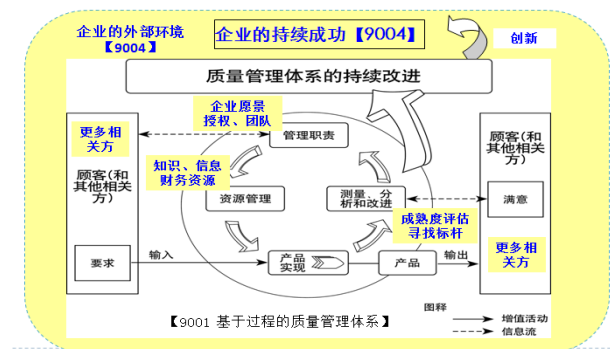 企业的外部环境
【9004】
企业的持续成功【9004】
创新
质量管理体系的持续改进
企业愿景
授权、团队
更多相
关方
管理职责
顾客(和
其他相关
方)
顾客(和
其他相关
方)
知识、信息
财务资源
资源管理
测量、分
析和改进
满意
成熟度评估
寻找标杆
更多相
关方
要求
输入
产品
实现
产品
输出
图释
增值活动
信息流
【9001 基于过程的质量管理体系】